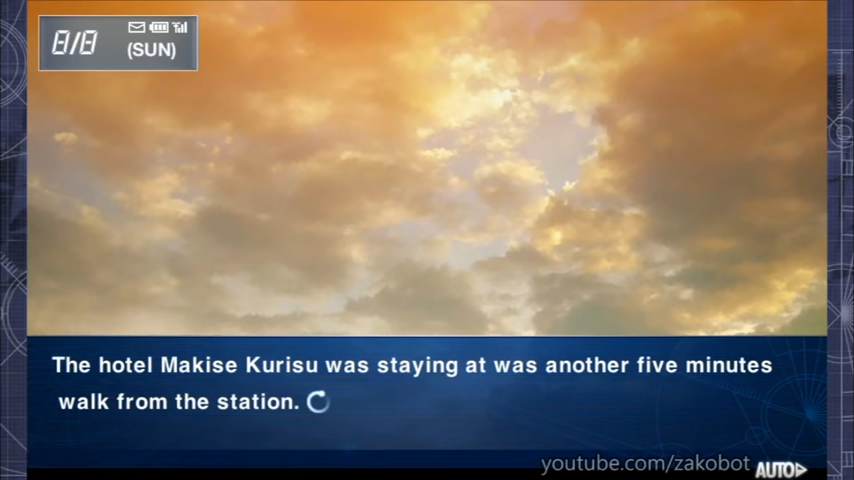 8/8
(SUN)
The hotel Makise Kurisu was staying at was another five minutes
walk from the station.
youtube.com/zakobot
AUTO